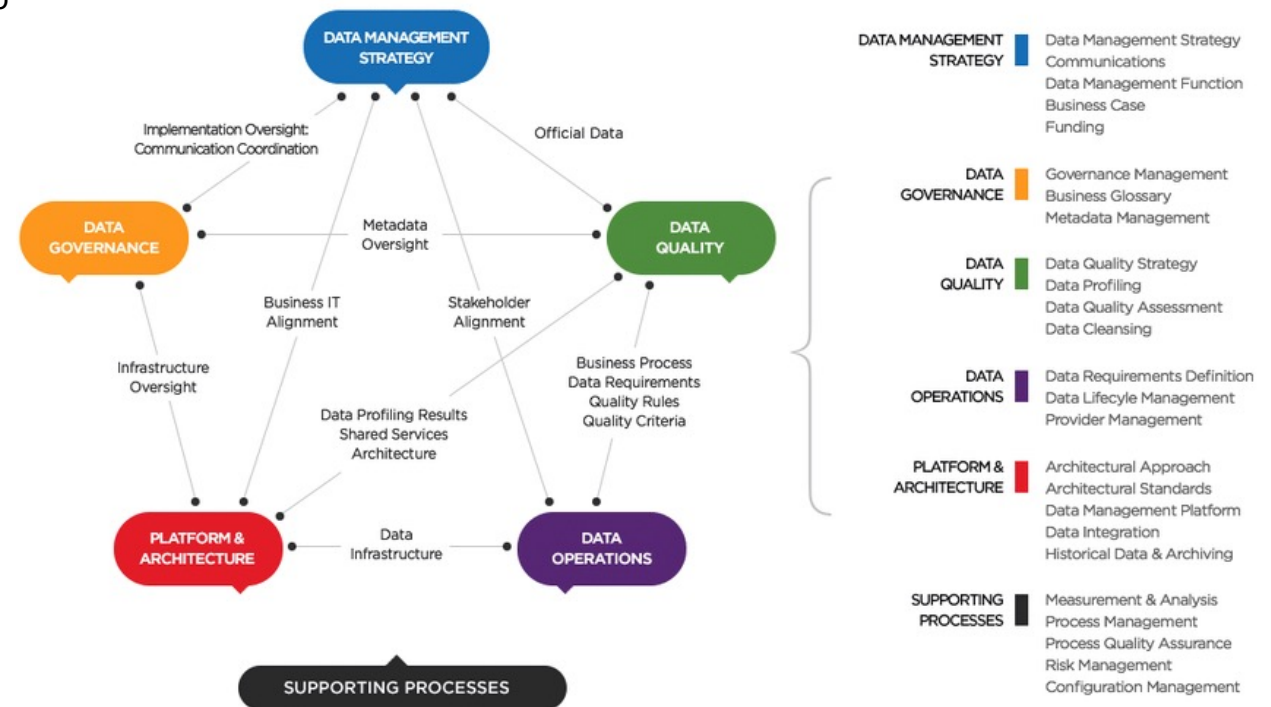 DATA MANAGEMENT
STRATEGY
Implementation Oversight:
Communication Coordination
Official Data
DATA
GOVERNANCE
Metadata
Oversight
DATA
QUALITY
Business IT
Alignment
Stakeholder
Alignment
Infrastructure
Oversight
Business Process
Data Requirements
Quality Rules
Quality Criteria
Data Profiling Results
Shared Services
Architecture
PLATFORM &
ARCHITECTURE
Data
Infrastructure
DATA
OPERATIONS
SUPPORTING PROCESSES
DATA MANAGEMENT
STRATEGY
Data Management Strategy
Communications
Data Management Function
Business Case
Funding
DATA
GOVERNANCE
Governance Management
Business Glossary
Metadata Management
DATA
QUALITY
Data Quality Strategy
Data Profiling
Data Quality Assessment
Data Cleansing
DATA
OPERATIONS
Data Requirements Definition
Data Lifecyle Management
Provider Management
PLATFORM &
ARCHITECTURE
Architectural Approach
Architectural Standards
Data Management Platform
Data Integration
Historical Data & Archiving
SUPPORTING
PROCESSES
Measurement & Analysis
Process Management
Process Quality Assurance
Risk Management
Configuration Management